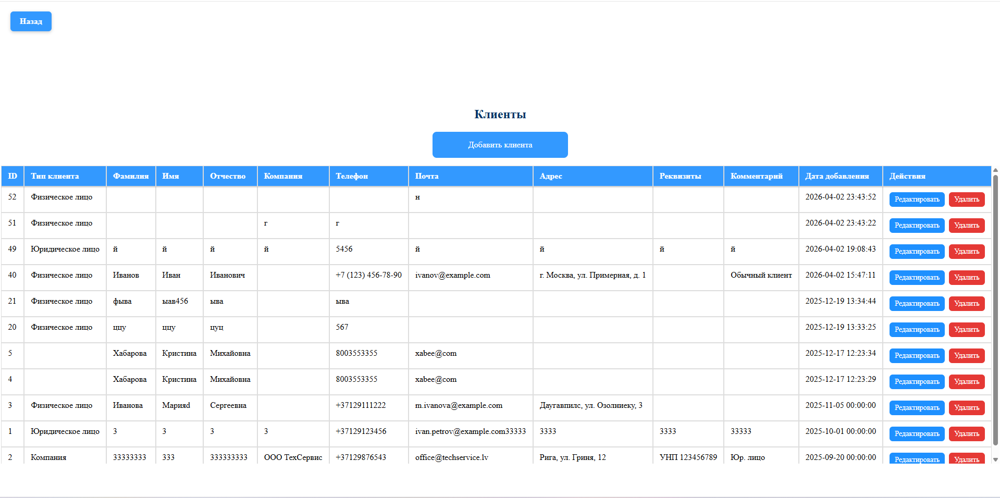 Назад
Клиенты
Добавить клиента
ID Тип клиента Фамилия Имя Отчество Компания Телефон Почта Адрес Реквизиты Комментарий Дата добавления Действия
52 Физическое лицо н 2026-04-02 23:43:52 Редактировать Удалить
51 Физическое лицо г г 2026-04-02 23:43:22 Редактировать Удалить
49 Юридическое лицо й й й й 5456 й й й й 2026-04-02 19:08:43 Редактировать Удалить
40 Физическое лицо Иванов Иван Иванович +7 (123) 456-78-90 ivanov@example.com г. Москва, ул. Примерная, д. 1 Обычный клиент 2026-04-02 15:47:11 Редактировать Удалить
21 Физическое лицо фыва ыав456 ыва ыва 2025-12-19 13:34:44 Редактировать Удалить
20 Физическое лицо ццу ццу цуц 567 2025-12-19 13:33:25 Редактировать Удалить
5 Хабарова Кристина Михайовна 8003553355 xabee@com 2025-12-17 12:23:34 Редактировать Удалить
4 Хабарова Кристина Михайовна 8003553355 xabee@com 2025-12-17 12:23:29 Редактировать Удалить
3 Физическое лицо Иванова Марияd Сергеевна +37129111222 m.ivanova@example.com Даугавпилс, ул. Озолниеку, 3 2025-11-05 00:00:00 Редактировать Удалить
1 Юридическое лицо 3 3 3 3 +37129123456 ivan.petrov@example.com33333 3333 3333 33333 2025-10-01 00:00:00 Редактировать Удалить
2 Компания 33333333 333 333333333 ООО ТехСервис +37129876543 office@techservice.lv Рига, ул. Гриня, 12 УНП 123456789 Юр. лицо 2025-09-20 00:00:00 Редактировать Удалить